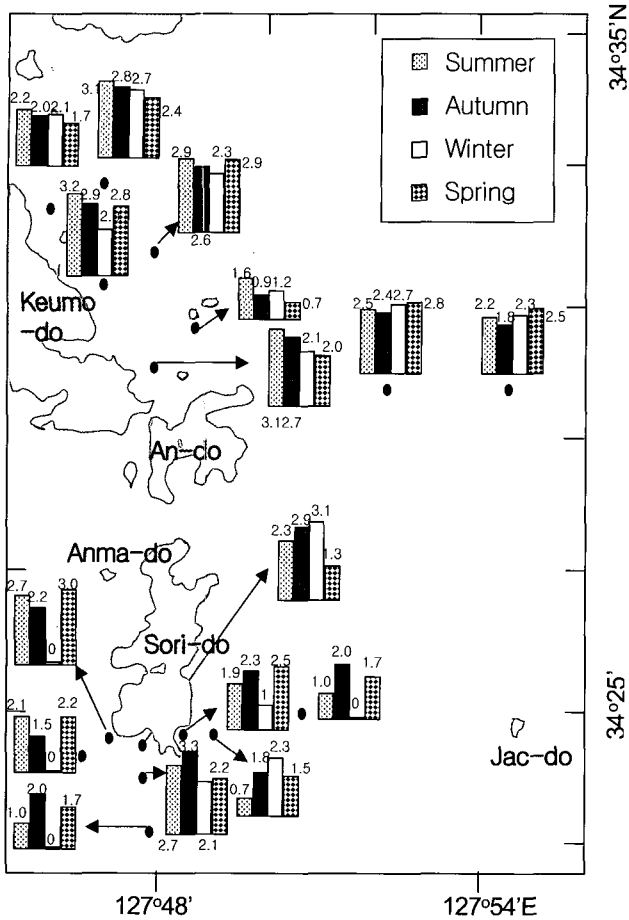 34°35'N
Summer
Autumn
Winter
Spring
2.2 2.0 2.1 1.7
3.1 2.8 2.7 2.4
2.9 2.6 2.3 2.9
3.2 2.9 2. 2.8
1.6 0.9 1.2 0.7
Keumo
-do
2.5 2.4 2.7 2.8
2.2 1.8 2.3 2.5
2.1 2.0
3.1 2.7
An-do
2.3 2.9 3.1 1.3
Anma-do
2.7 2.2 0 3.0
Sori-do
1.9 2.3 1 2.5
1.0 2.0 0 1.7
34°25'
2.1 1.5 0 2.2
Jac-do
3.3 2.2
2.7 2.1
0.7 1.8 2.3 1.5
1.0 2.0 0 1.7
127°48'
127°54'E